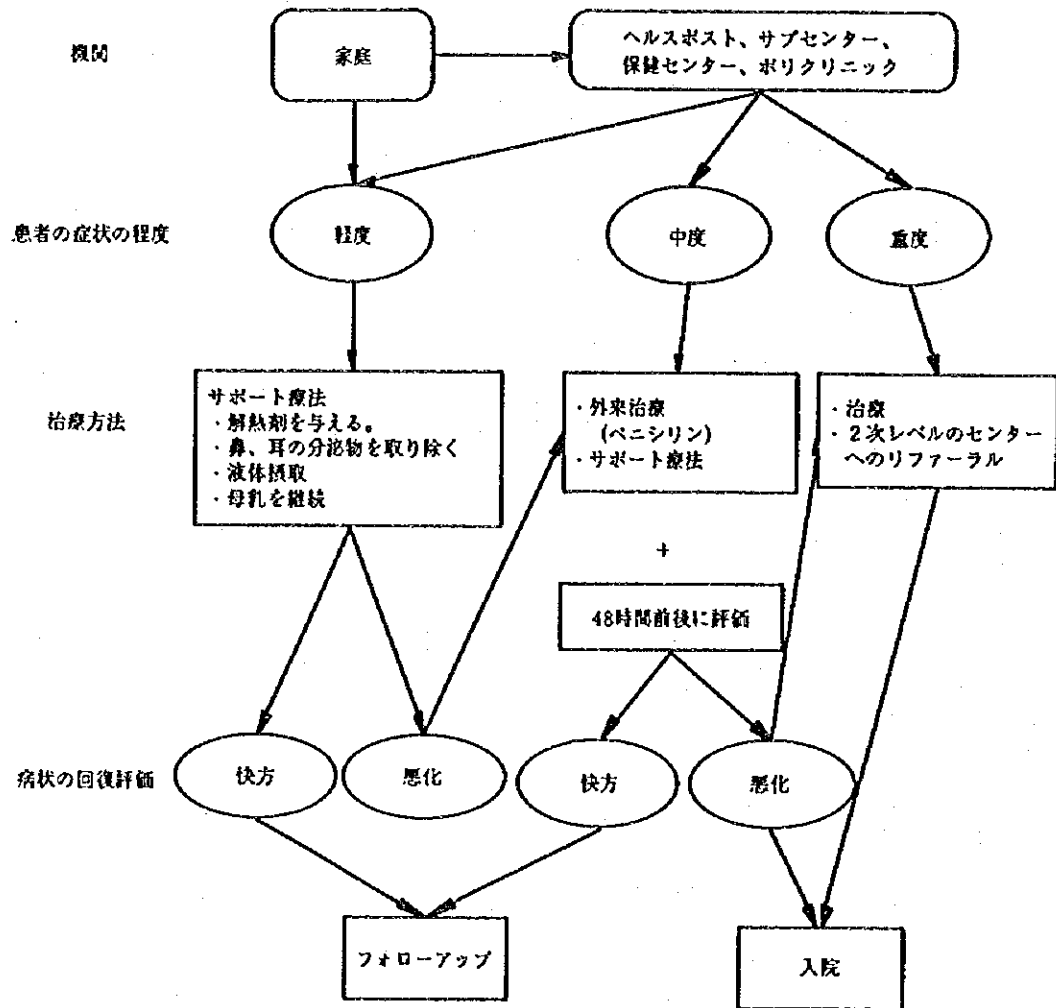 機関
家庭
ヘルスポスト、サブセンター、
保健センター、ポリクリニック
患者の症状の程度
軽度
中度
重度
治療方法
サポート療法
・解熱剤を与える。
・鼻、耳の分泌物を取り除く
・液体摂取
・母乳を継続
・外来治療
(ペニシリン)
・サポート療法
・治療
・2次レベルのセンター
へのリファーラル
+
48時間前後に評価
病状の回復評価
快方
悪化
快方
悪化
フォローアップ
入院